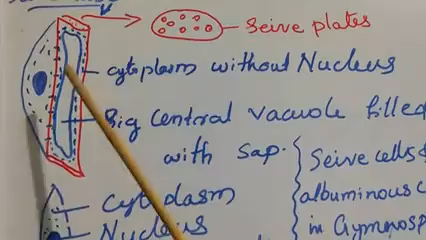 Seive plates
Cytoplasm without Nucleus
Big Central Vacuole filled
with Sap.
Seive cells
albuminous c
in Gymnosp
Cytoplasm
Nucleus